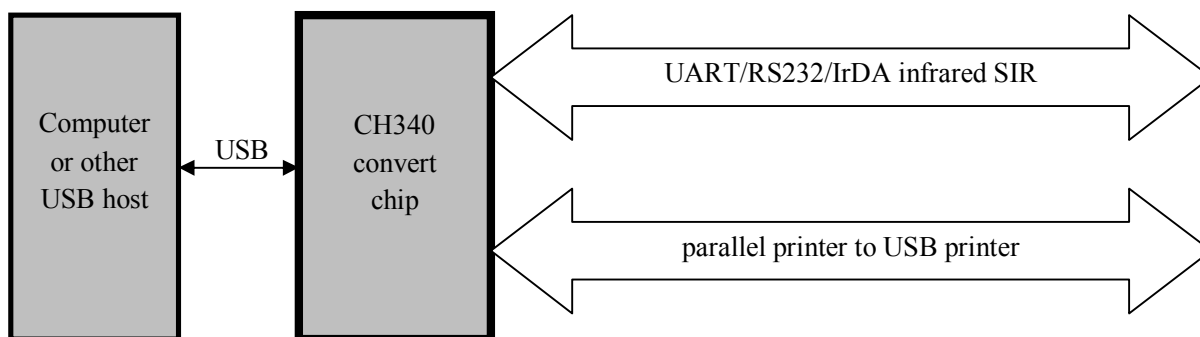 Computer
or other
USB host
USB
CH340
convert
chip
UART/RS232/IrDA infrared SIR
parallel printer to USB printer